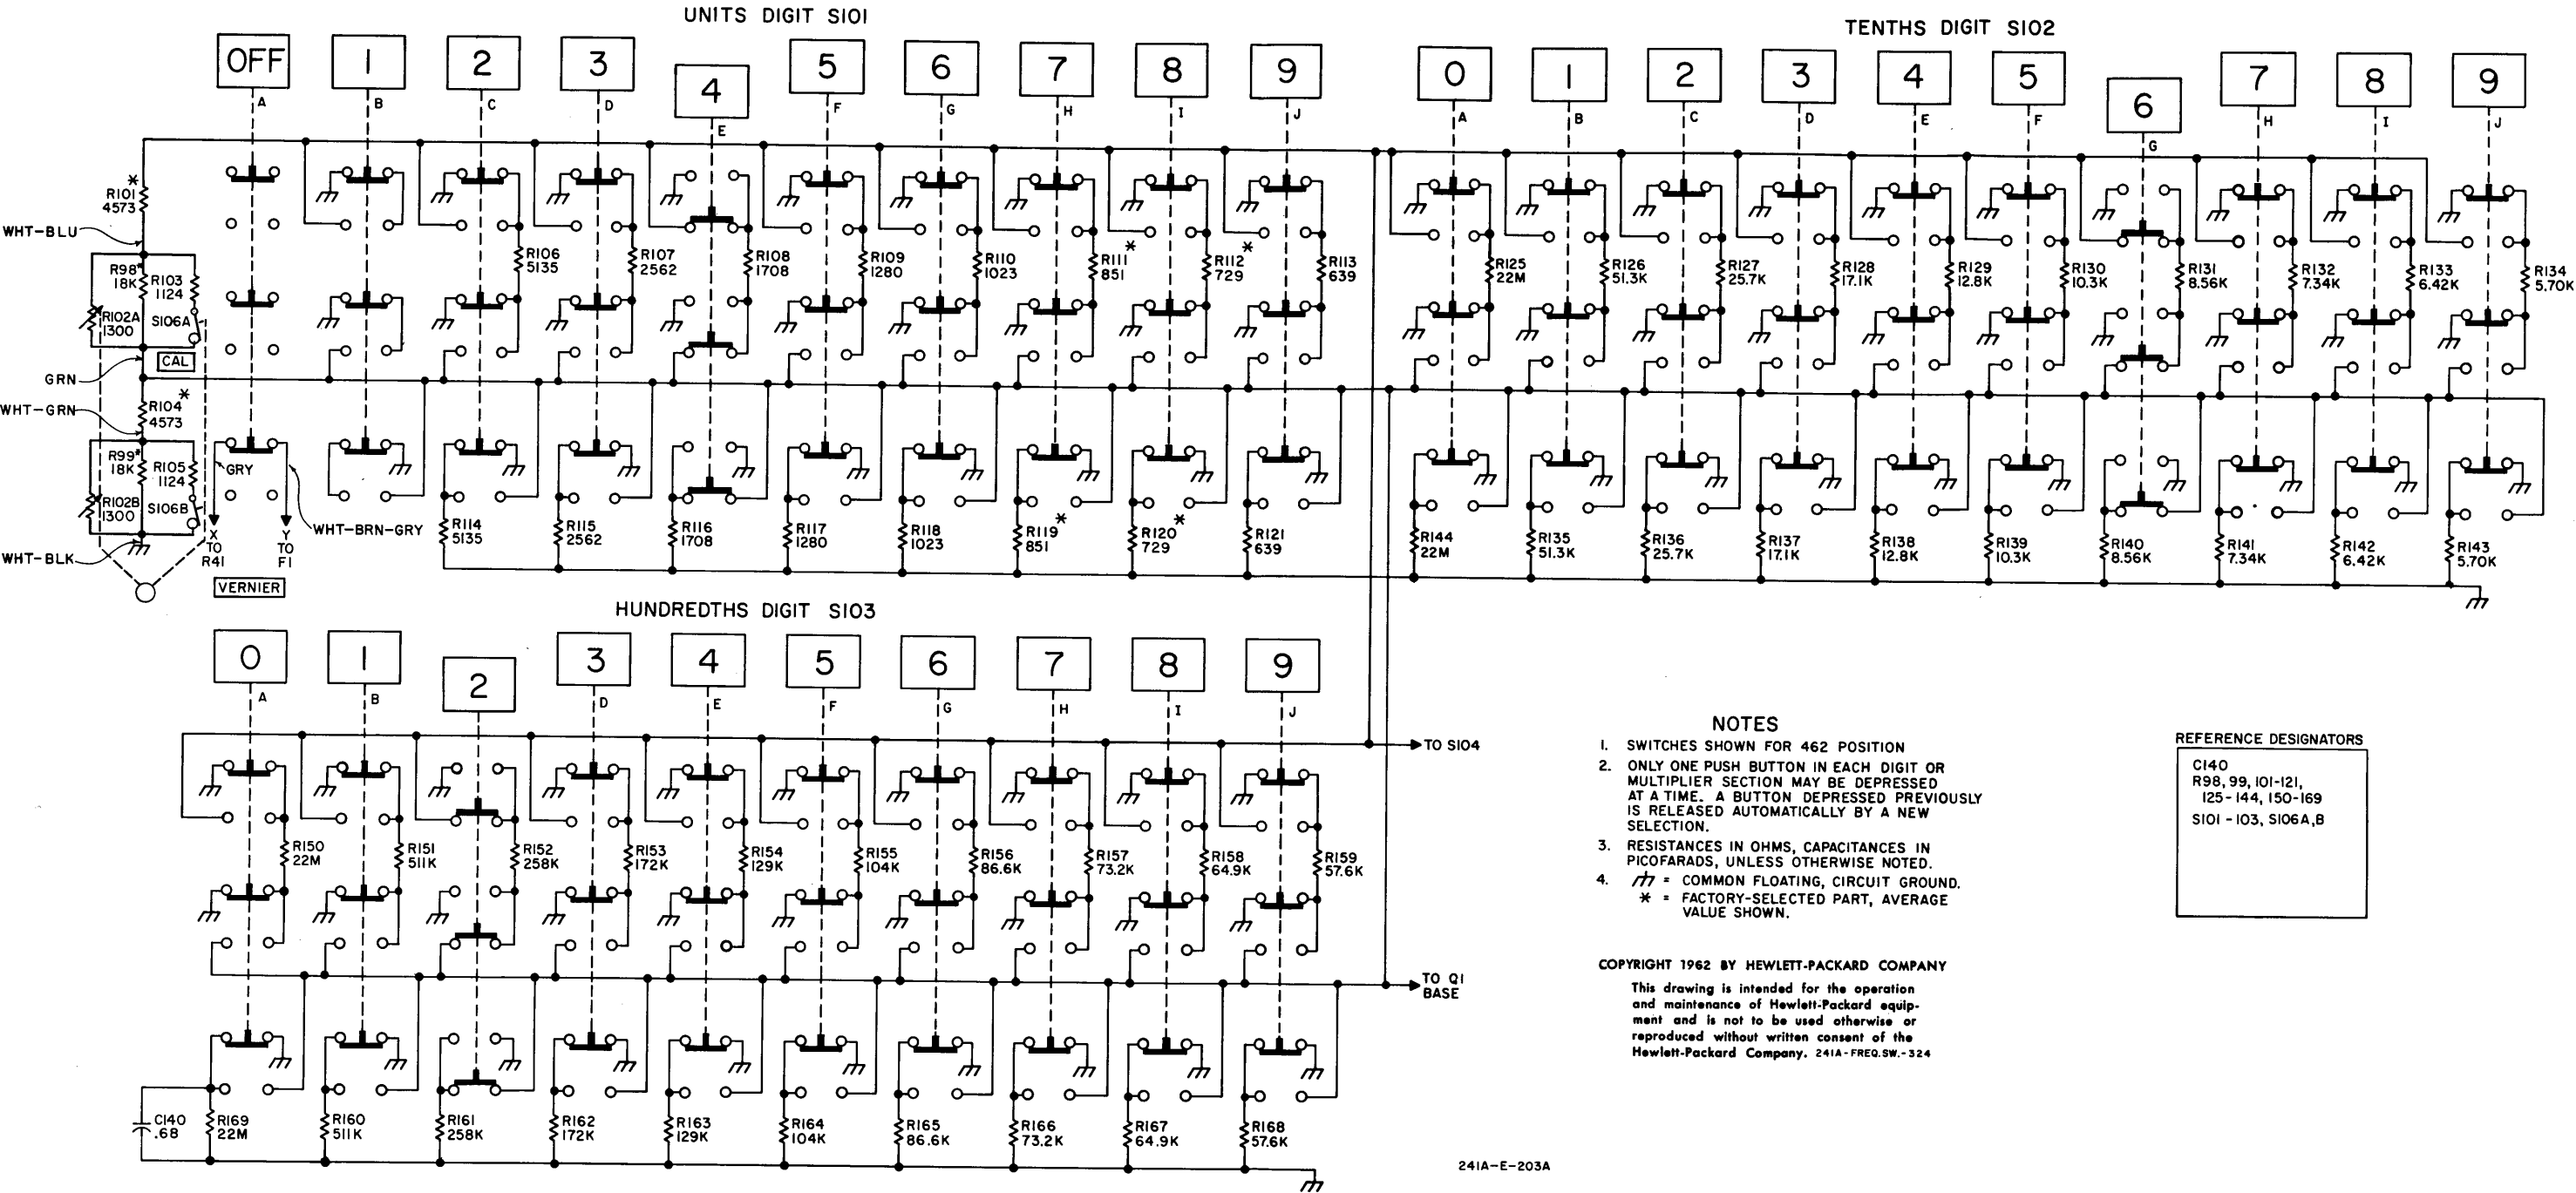 UNITS DIGIT S101
TENTHS DIGIT S102
OFF 1 2 3 4 5 6 7 8 9
0 1 2 3 4 5 6 7 8 9
A B C D E F G H I J
A B C D E F G H I J
* R101 4573
WHT-BLU
R98* 18K
R103 1124
R102A 1300
S106A
CAL
GRN
WHT-GRN
R104 4573 *
R99* 18K
R105 1124
R102B 1300
S106B
WHT-BLK
VERNIER
GRY
WHT-BRN-GRY
X TO R41
Y TO F1
R106 5135
R107 2562
R108 1708
R109 1280
R110 1023
R111 851 *
R112 729 *
R113 639
R125 22M
R126 51.3K
R127 25.7K
R128 17.1K
R129 12.8K
R130 10.3K
R131 8.56K
R132 7.34K
R133 6.42K
R134 5.70K
R114 5135
R115 2562
R116 1708
R117 1280
R118 1023
R119 851 *
R120 729 *
R121 639
R144 22M
R135 51.3K
R136 25.7K
R137 17.1K
R138 12.8K
R139 10.3K
R140 8.56K
R141 7.34K
R142 6.42K
R143 5.70K
HUNDREDTHS DIGIT S103
0 1 2 3 4 5 6 7 8 9
A B D E F G H I J
TO S104
R150 22M
R151 511K
R152 258K
R153 172K
R154 129K
R155 104K
R156 86.6K
R157 73.2K
R158 64.9K
R159 57.6K
TO Q1 BASE
C140 .68
R169 22M
R160 511K
R161 258K
R162 172K
R163 129K
R164 104K
R165 86.6K
R166 73.2K
R167 64.9K
R168 57.6K
NOTES
1. SWITCHES SHOWN FOR 462 POSITION
2. ONLY ONE PUSH BUTTON IN EACH DIGIT OR
MULTIPLIER SECTION MAY BE DEPRESSED
AT A TIME. A BUTTON DEPRESSED PREVIOUSLY
IS RELEASED AUTOMATICALLY BY A NEW
SELECTION.
3. RESISTANCES IN OHMS, CAPACITANCES IN
PICOFARADS, UNLESS OTHERWISE NOTED.
4. = COMMON FLOATING, CIRCUIT GROUND.
* = FACTORY-SELECTED PART, AVERAGE
VALUE SHOWN.
COPYRIGHT 1962 BY HEWLETT-PACKARD COMPANY
This drawing is intended for the operation
and maintenance of Hewlett-Packard equip-
ment and is not to be used otherwise or
reproduced without written consent of the
Hewlett-Packard Company. 241A-FREQ.SW.-324
REFERENCE DESIGNATORS
C140
R98, 99, 101-121,
125-144, 150-169
S101-103, S106A,B
241A-E-203A